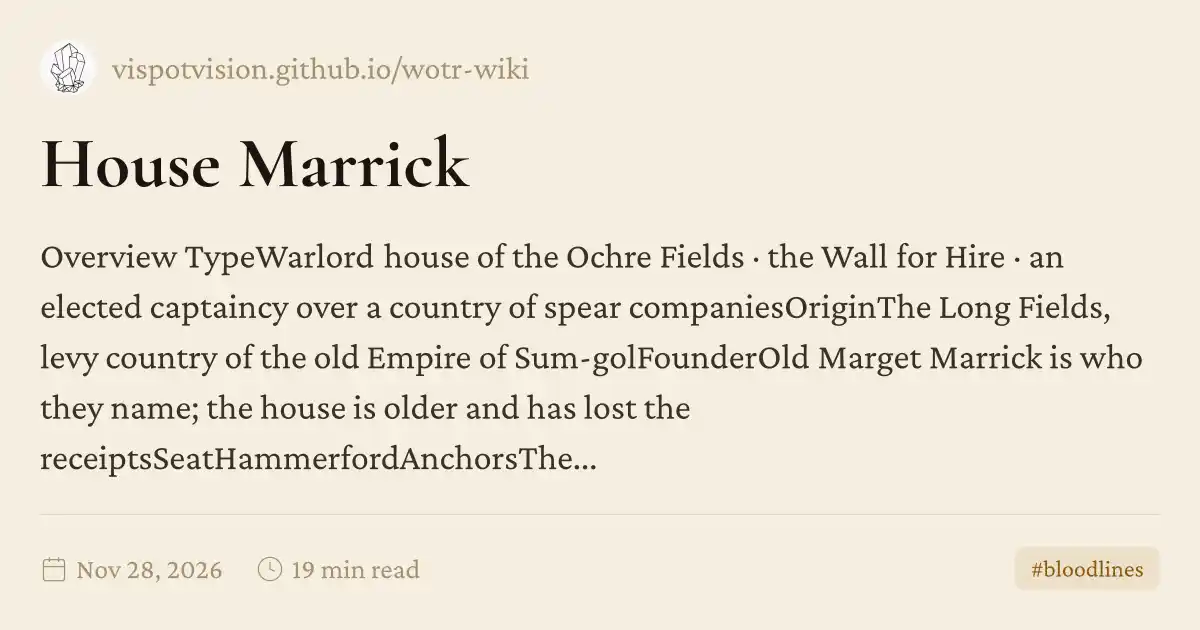 vispotvision.github.io/wotr-wiki
House Marrick
Overview TypeWarlord house of the Ochre Fields · the Wall for Hire · an
elected captaincy over a country of spear companiesOriginThe Long Fields,
levy country of the old Empire of Sum-golFounderOld Marget Marrick is who
they name; the house is older and has lost the
receiptsSeatHammerfordAnchorsThe...
Nov 28, 2026
19 min read
#bloodlines